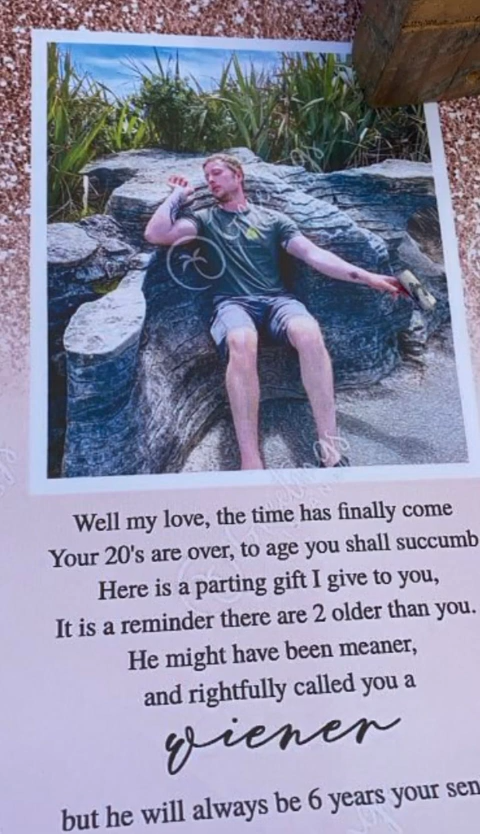 Well my love, the time has finally come
Your 20's are over, to age you shall succumb
Here is a parting gift I give to you,
It is a reminder there are 2 older than you.
He might have been meaner,
and rightfully called you a
wiener
but he will always be 6 years your sen